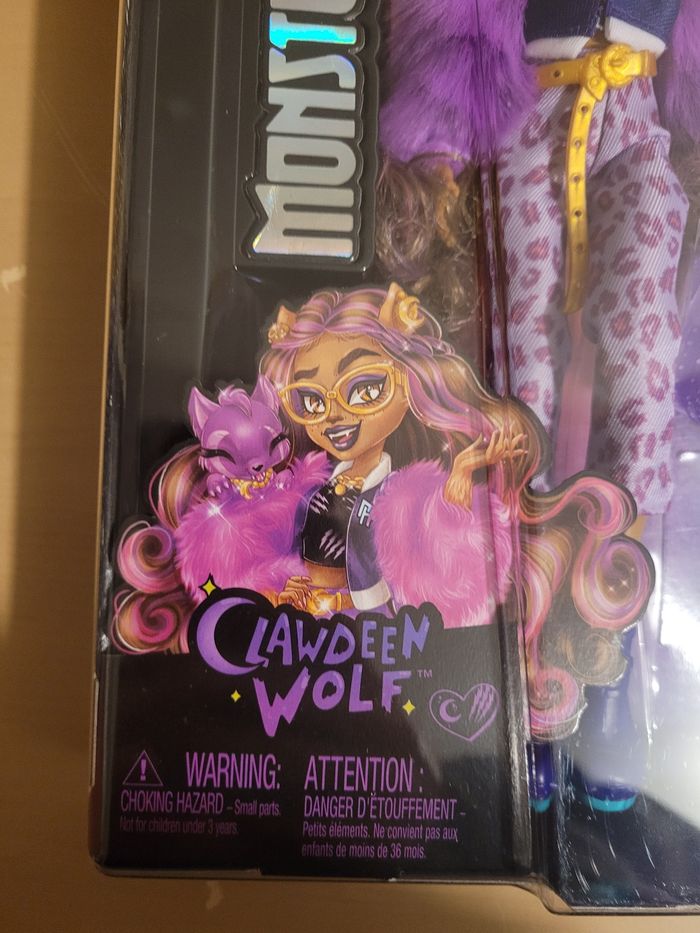 MONST
CLAWDEEN
WOLF™
WARNING:
CHOKING HAZARD – Small parts.
Not for children under 3 years.
ATTENTION :
DANGER D'ÉTOUFFEMENT –
Petits éléments. Ne convient pas aux
enfants de moins de 36 mois.